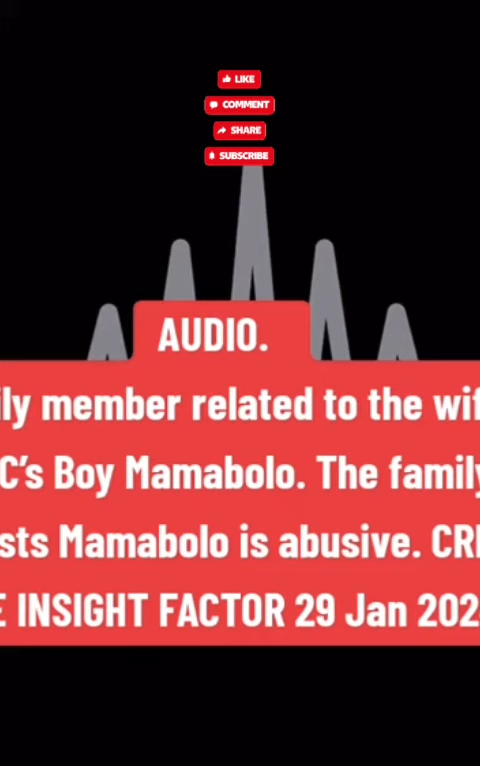 LIKE
COMMENT
SHARE
SUBSCRIBE
AUDIO.
ily member related to the wif
C’s Boy Mamabolo. The family
sts Mamabolo is abusive. CR
E INSIGHT FACTOR 29 Jan 202